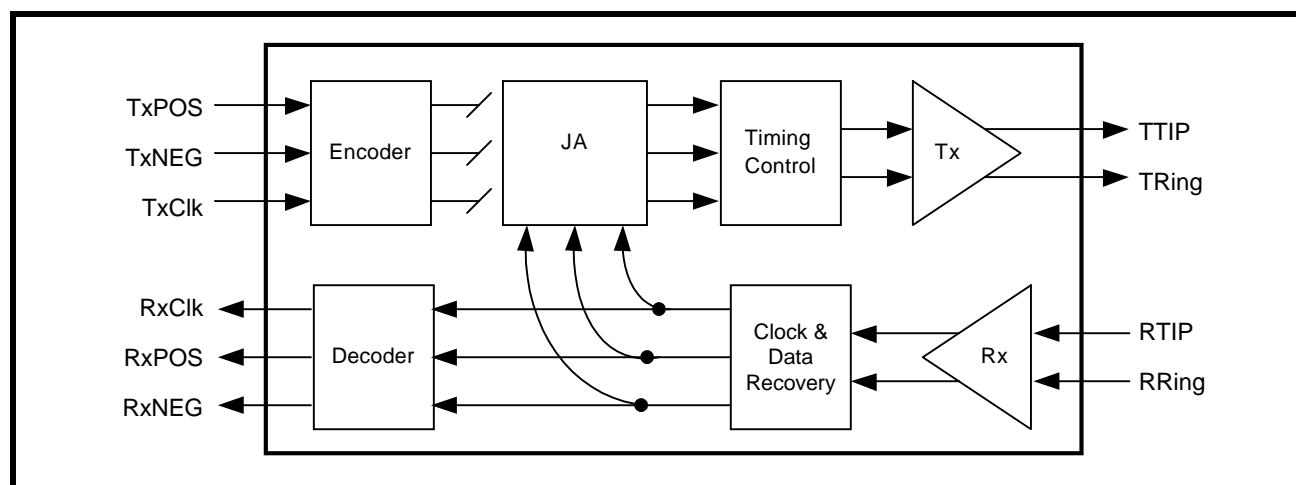 TxPOS
TxNEG
TxClk
Encoder
JA
Timing
Control
Tx
TTIP
TRing
RxClk
RxPOS
RxNEG
Decoder
Clock &
Data
Recovery
Rx
RTIP
RRing